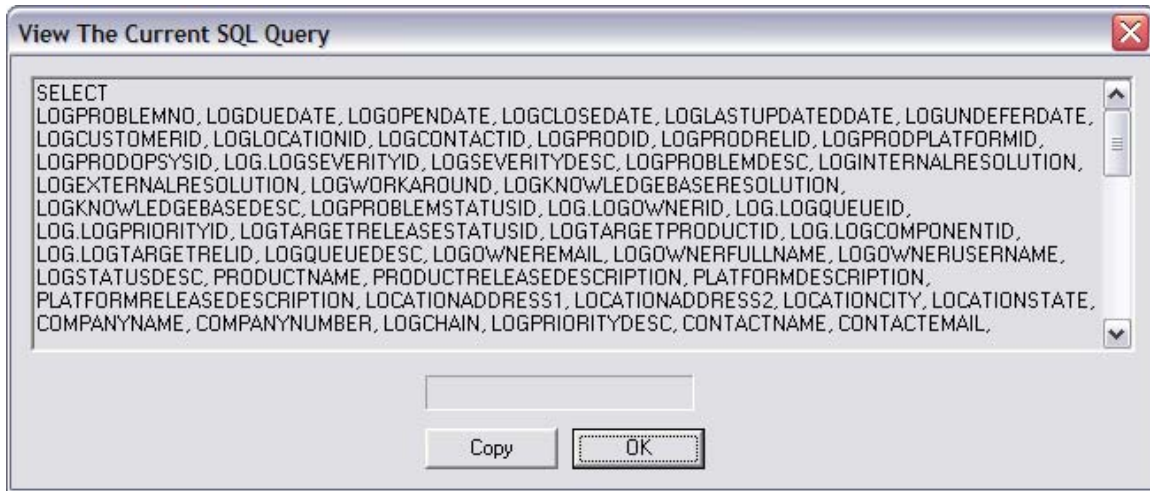 View The Current SQL Query
SELECT
LOGPROBLEMNO, LOGDUEDATE, LOGOPENDATE, LOGCLOSEDATE, LOGLASTUPDATEDDATE, LOGUNDEFERDATE,
LOGCUSTOMERID, LOGLOCATIONID, LOGCONTACTID, LOGPRODID, LOGPRODRELID, LOGPRODPLATFORMID,
LOGPRODOPSYSID, LOG.LOGSEVERITYID, LOGSEVERITYDESC, LOGPROBLEMDESC, LOGINTERNALRESOLUTION,
LOGEXTERNALRESOLUTION, LOGWORKAROUND, LOGKNOWLEDGEBASERESOLUTION,
LOGKNOWLEDGEBASEDESC, LOGPROBLEMSTATUSID, LOG.LOGOWNERID, LOG.LOGQUEUEID,
LOG.LOGPRIORITYID, LOGTARGETRELEASESTATUSID, LOGTARGETPRODUCTID, LOG.LOGCOMPONENTID,
LOG.LOGTARGETRELID, LOGQUEUEDESC, LOGOWNEREMAIL, LOGOWNERFULLNAME, LOGOWNERUSERNAME,
LOGSTATUSDESC, PRODUCTNAME, PRODUCTRELEASEDESCRIPTION, PLATFORMDESCRIPTION,
PLATFORMRELEASEDESCRIPTION, LOCATIONADDRESS1, LOCATIONADDRESS2, LOCATIONCITY, LOCATIONSTATE,
COMPANYNAME, COMPANYNUMBER, LOGCHAIN, LOGPRIORITYDESC, CONTACTNAME, CONTACTEMAIL,
Copy OK